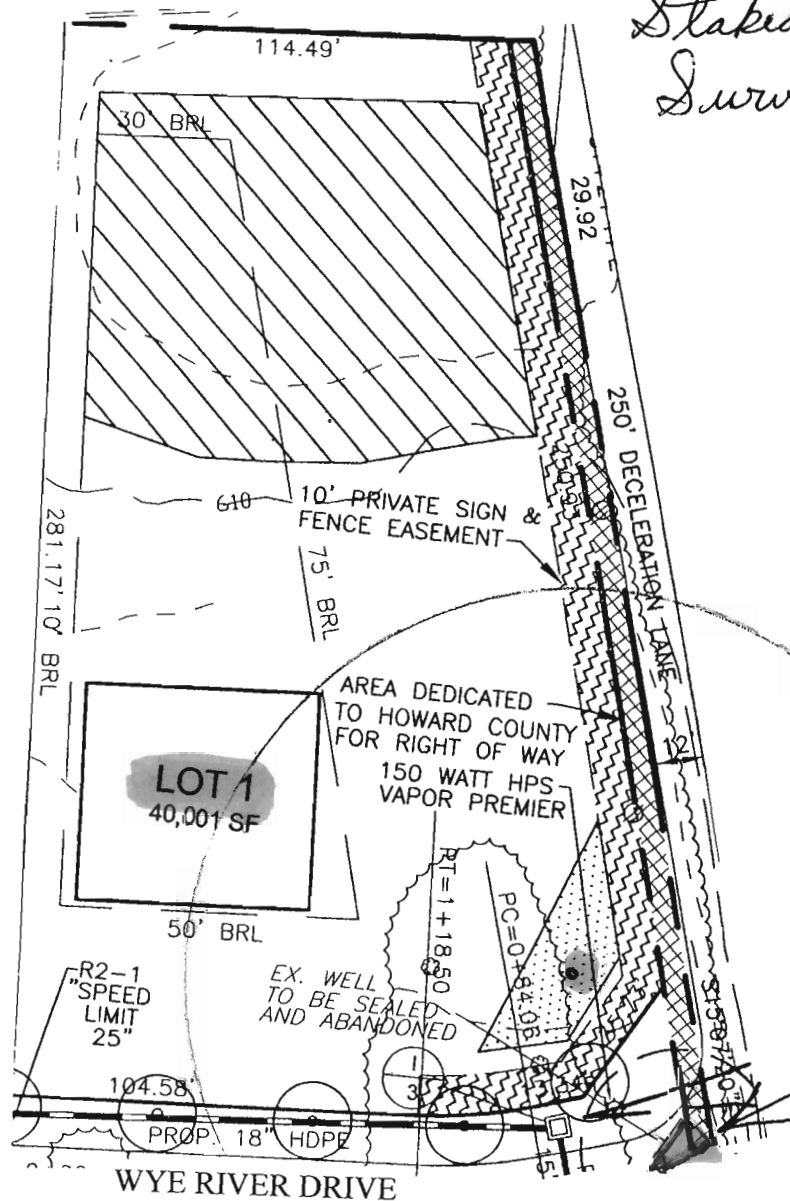 114.49'
30' BRL
29.92
250' DECELERATION LANE
610
10' PRIVATE SIGN &
FENCE EASEMENT
281.17'
10' BRL
75' BRL
AREA DEDICATED
TO HOWARD COUNTY
FOR RIGHT OF WAY
12'
150 WATT HPS
VAPOR PREMIER
LOT 1
40,001 SF
50' BRL
PT=1+18.50
PC=0+84.06
R2-1
"SPEED
LIMIT
25"
EX. WELL
TO BE SEALED
AND ABANDONED
1
3
104.58'
PROP 18" HDPE
WYE RIVER DRIVE